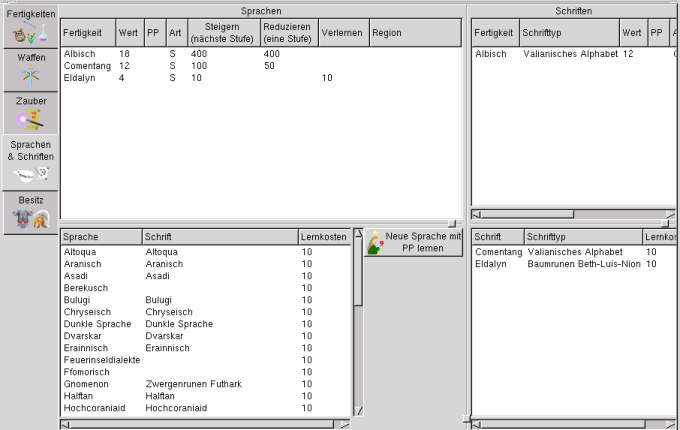 Fertigkeiten
Waffen
Zauber
Sprachen
& Schriften
Besitz
Sprachen
Fertigkeit Wert PP Art Steigern (nächste Stufe) Reduzieren (eine Stufe) Verlernen Region
Albisch 18 S 400 400
Comentang 12 S 100 50
Eldalyn 4 S 10 10
Schriften
Fertigkeit Schrifttyp Wert PP
Albisch Valianisches Alphabet 12
Sprache Schrift Lernkosten
Altoqua Altoqua 10
Aranisch Aranisch 10
Asadi Asadi 10
Berekusch 10
Bulugi Bulugi 10
Chryseisch Chryseisch 10
Dunkle Sprache Dunkle Sprache 10
Dvarskar Dvarskar 10
Erainnisch Erainnisch 10
Feuerinseldialekte 10
Ffomorisch 10
Gnomenon Zwergenrunen Futhark 10
Halftan Halftan 10
Hochcoraniaid Hochcoraniaid 10
Neue Sprache mit
PP lernen
Schrift Schrifttyp Lernko
Comentang Valianisches Alphabet 10
Eldalyn Baumrunen Beth-Luis-Nion 10